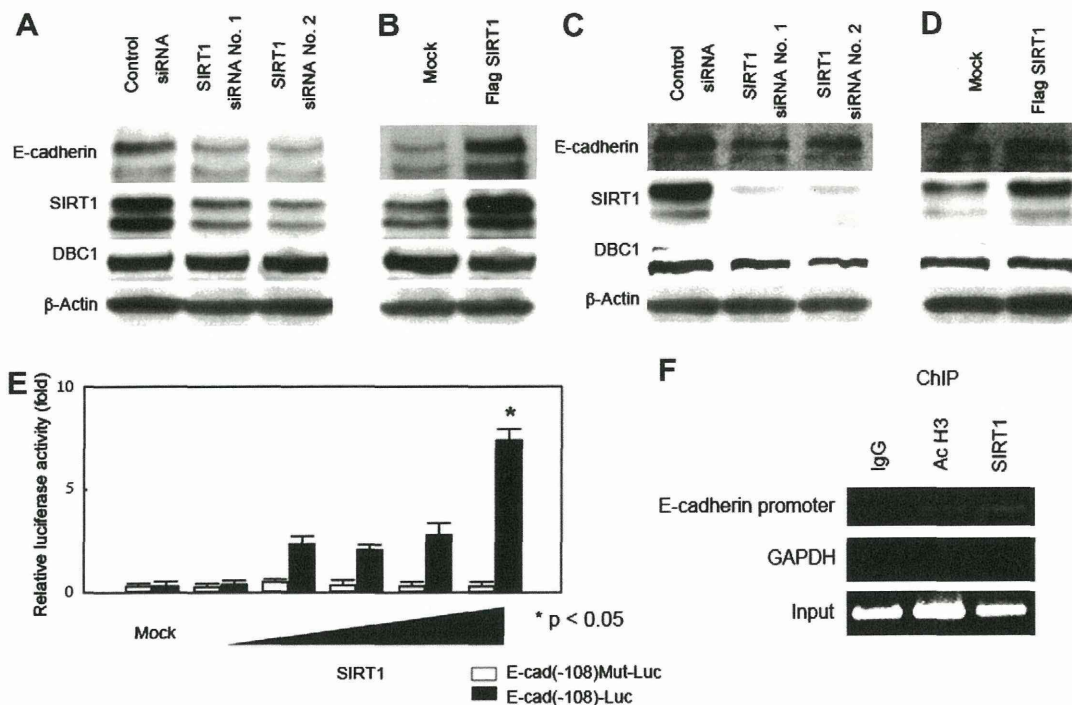 A
Control
siRNA
SIRT1
siRNA No. 1
SIRT1
siRNA No. 2
B
Mock
Flag SIRT1
C
Control
siRNA
SIRT1
siRNA No. 1
SIRT1
siRNA No. 2
D
Mock
Flag SIRT1
E-cadherin
SIRT1
DBC1
β-Actin
E-cadherin
SIRT1
DBC1
β-Actin
E
Relative luciferase activity (fold)
10
5
0
*
Mock
SIRT1
* p < 0.05
E-cad(-108)Mut-Luc
E-cad(-108)-Luc
F
ChIP
IgG
Ac H3
SIRT1
E-cadherin promoter
GAPDH
Input